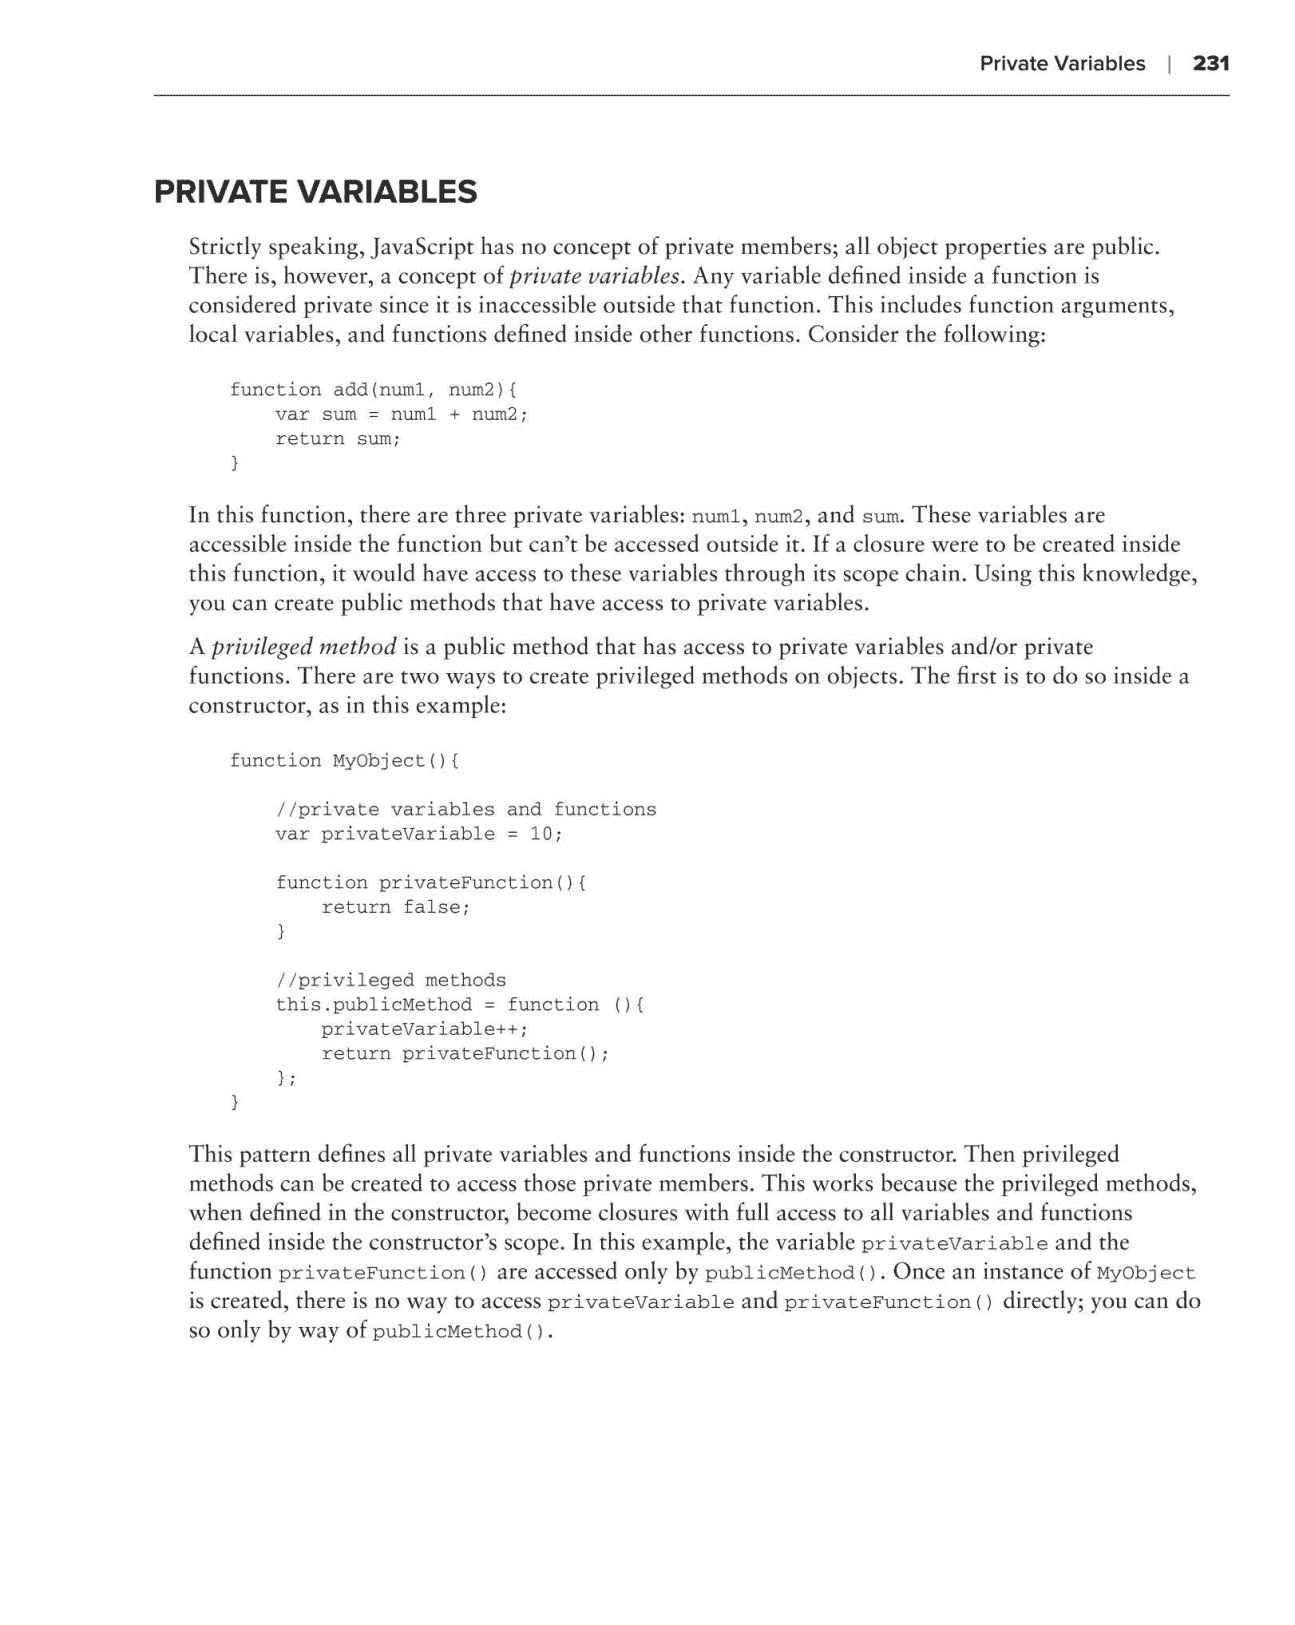 Private Variables | 231
PRIVATE VARIABLES
Strictly speaking, JavaScript has no concept of private members; all object properties are public.
There is, however, a concept of private variables. Any variable defined inside a function is
considered private since it is inaccessible outside that function. This includes function arguments,
local variables, and functions defined inside other functions. Consider the following:
function add(num1, num2){
    var sum = num1 + num2;
    return sum;
}
In this function, there are three private variables: num1, num2, and sum. These variables are
accessible inside the function but can’t be accessed outside it. If a closure were to be created inside
this function, it would have access to these variables through its scope chain. Using this knowledge,
you can create public methods that have access to private variables.
A privileged method is a public method that has access to private variables and/or private
functions. There are two ways to create privileged methods on objects. The first is to do so inside a
constructor, as in this example:
function MyObject(){
    //private variables and functions
    var privateVariable = 10;
    function privateFunction(){
        return false;
    }
    //privileged methods
    this.publicMethod = function (){
        privateVariable++;
        return privateFunction();
    };
}
This pattern defines all private variables and functions inside the constructor. Then privileged
methods can be created to access those private members. This works because the privileged methods,
when defined in the constructor, become closures with full access to all variables and functions
defined inside the constructor’s scope. In this example, the variable privateVariable and the
function privateFunction() are accessed only by publicMethod(). Once an instance of MyObject
is created, there is no way to access privateVariable and privateFunction() directly; you can do
so only by way of publicMethod().